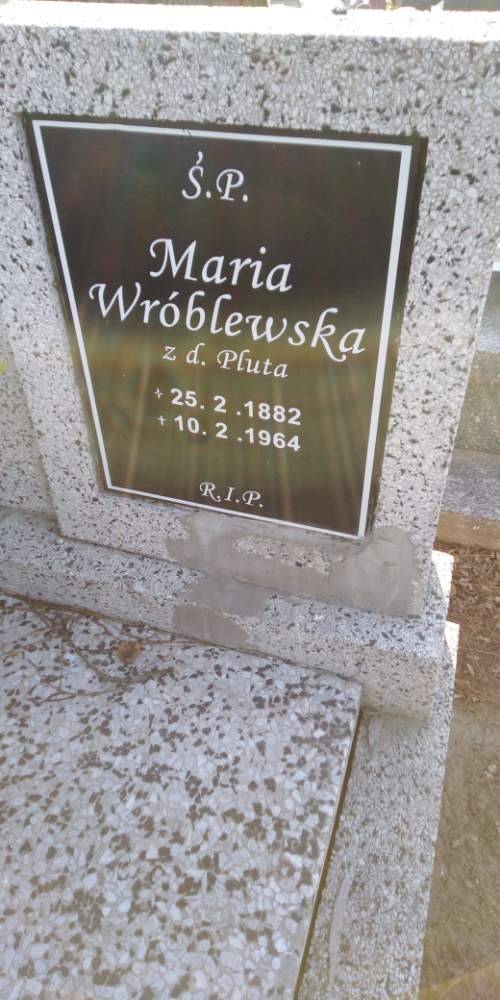 Ś.P.
Maria
Wróblewska
z d. Pluta
+ 25. 2 .1882
+ 10. 2 .1964
R.I.P.